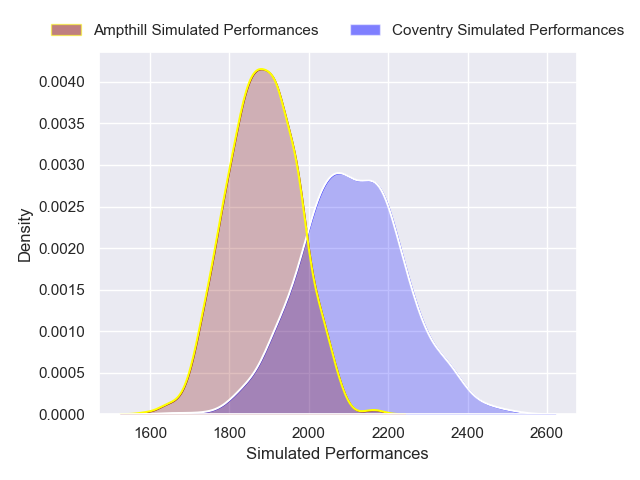 Ampthill Simulated Performances
Coventry Simulated Performances
0.0040
0.0035
0.0030
0.0025
0.0020
0.0015
0.0010
0.0005
0.0000
Density
1600 1800 2000 2200 2400 2600
Simulated Performances